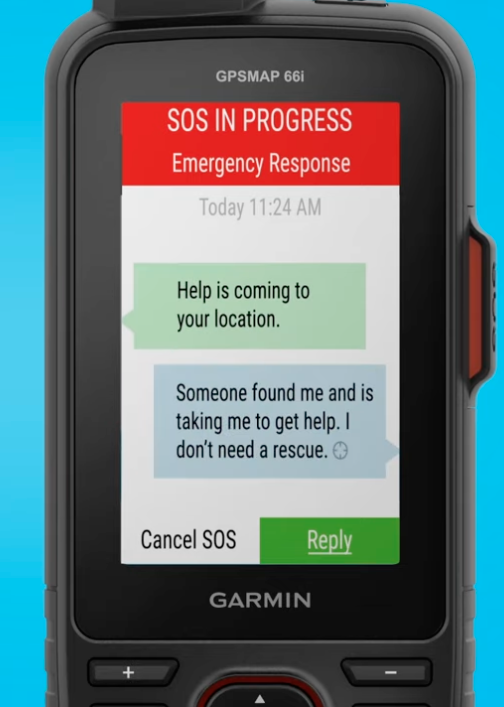 GPSMAP 66i
SOS IN PROGRESS
Emergency Response
Today 11:24 AM
Help is coming to
your location.
Someone found me and is
taking me to get help. I
don't need a rescue.
Cancel SOS
Reply
GARMIN
+
−